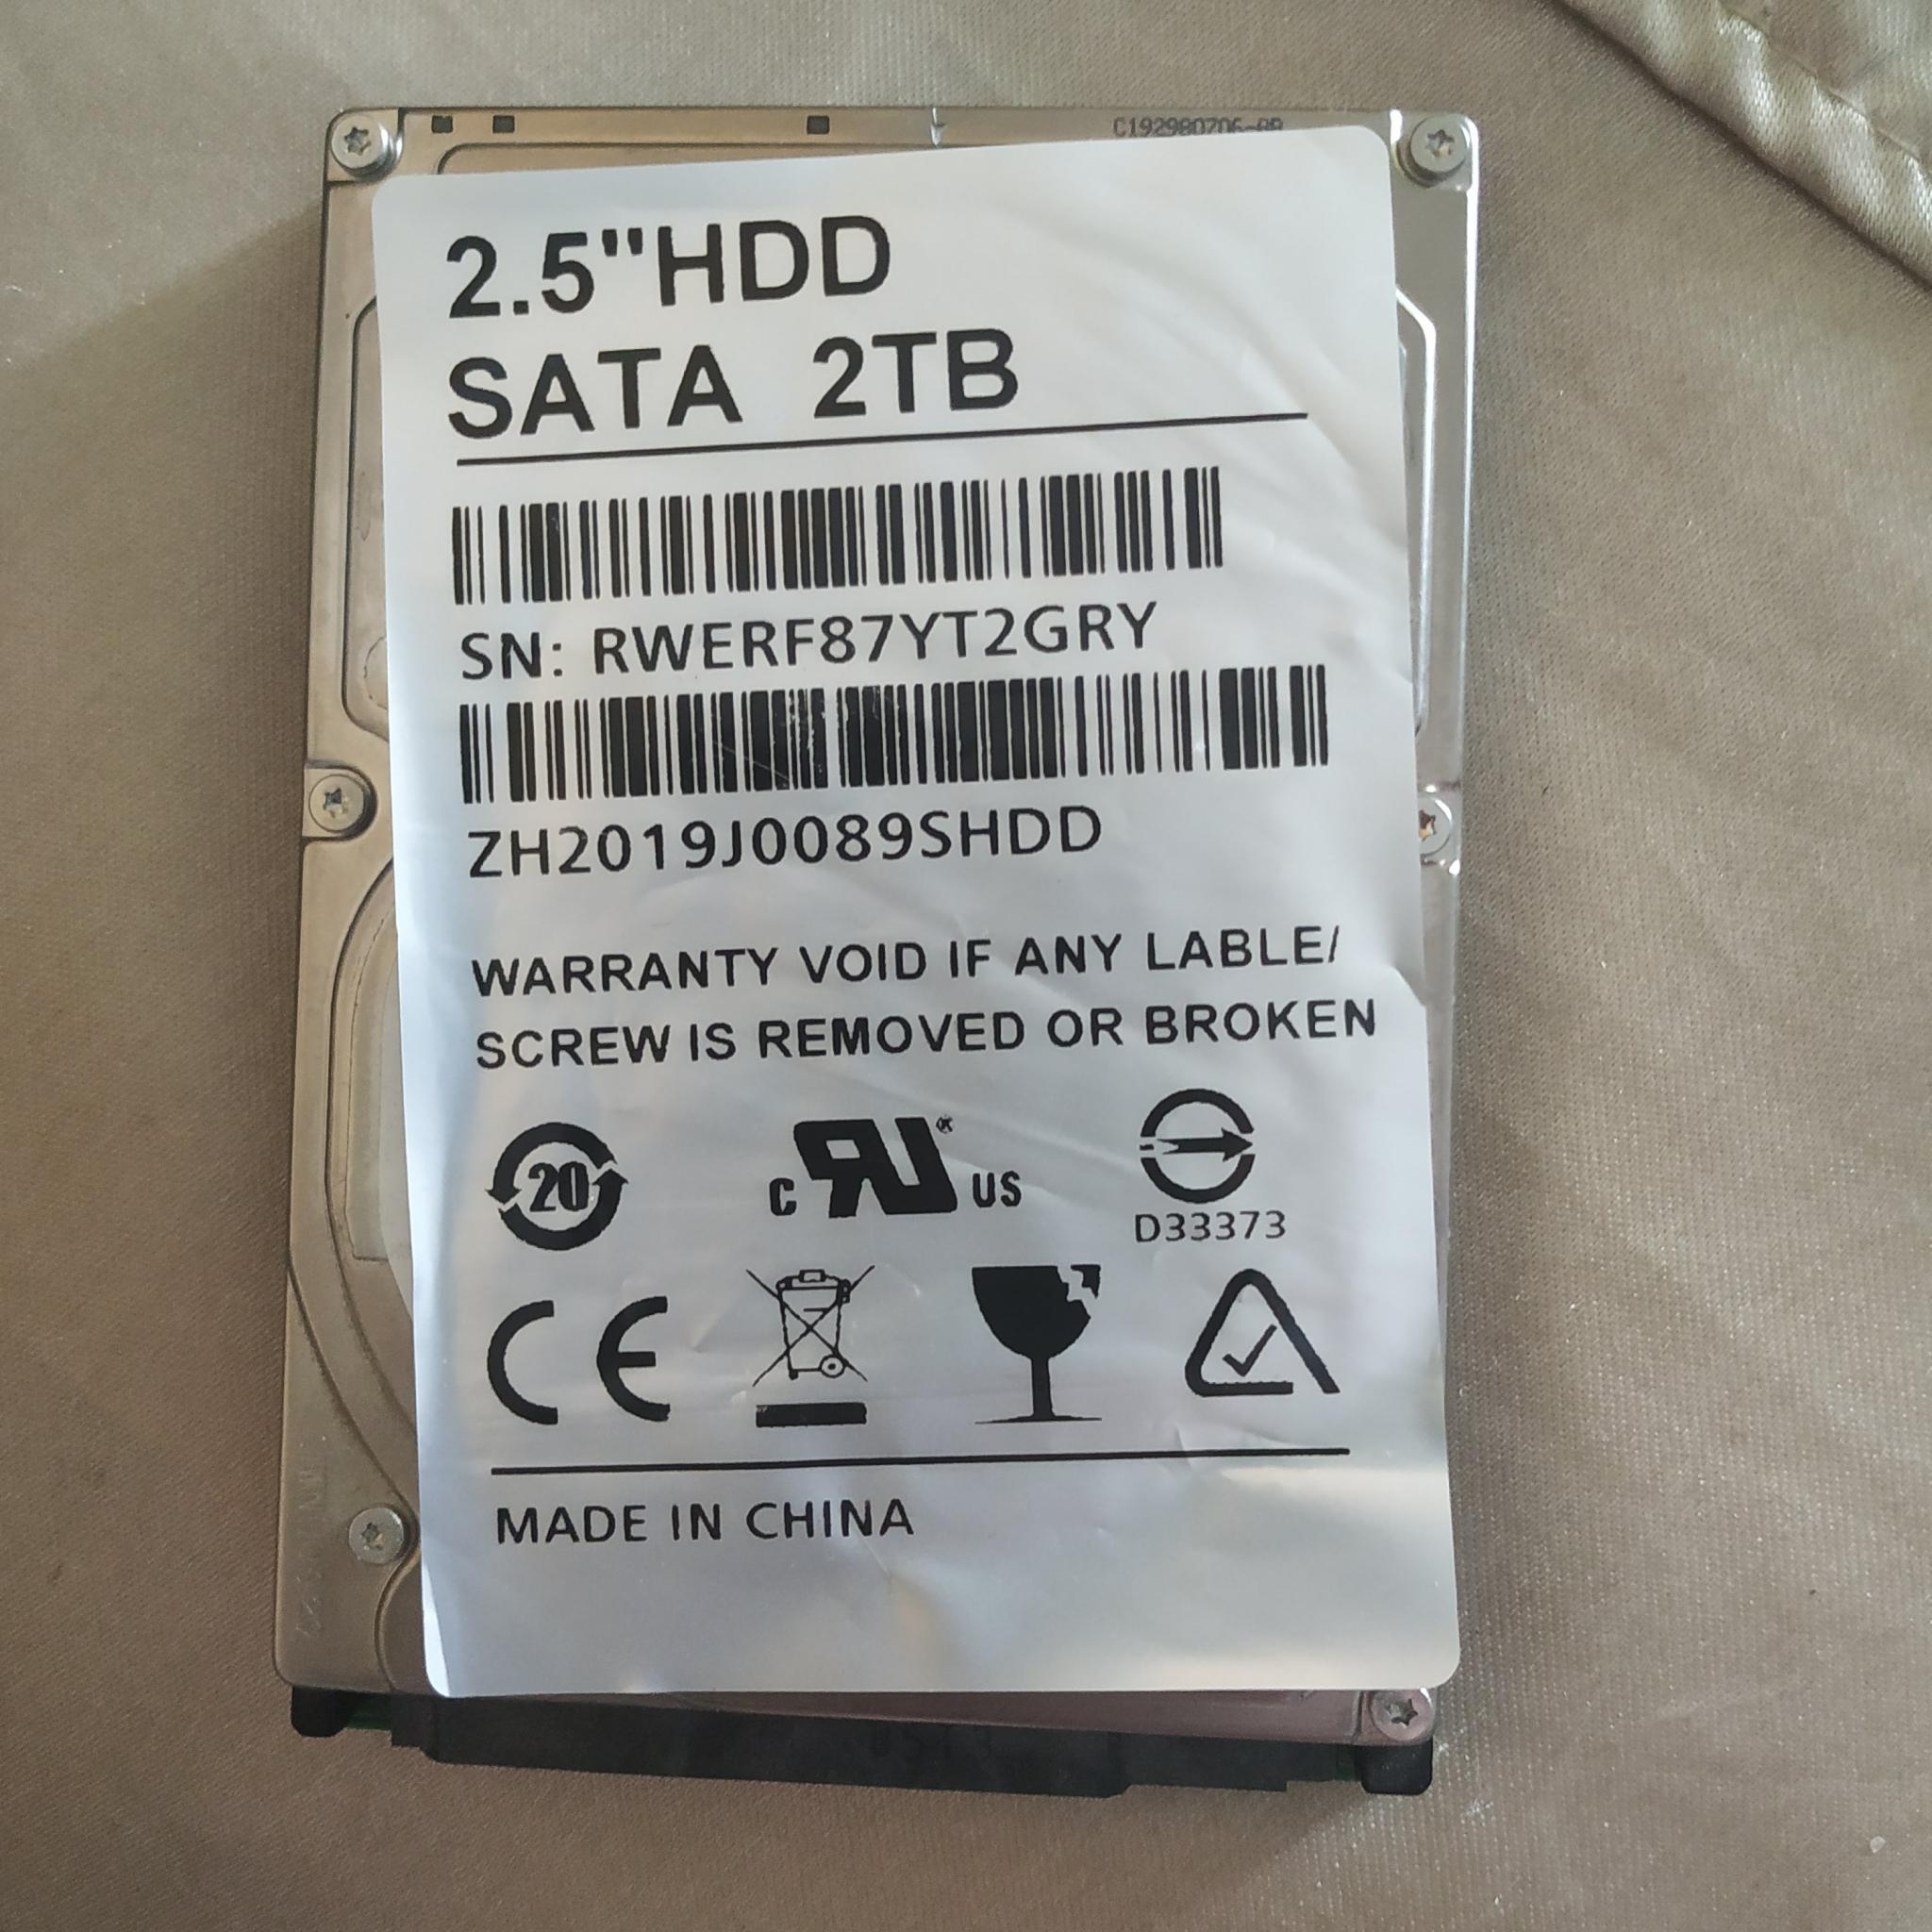 2.5"HDD
SATA 2TB
SN: RWERF87YT2GRY
ZH2019J0089SHDD
WARRANTY VOID IF ANY LABLE/
SCREW IS REMOVED OR BROKEN
20
c RU ® US
D33373
CE
MADE IN CHINA